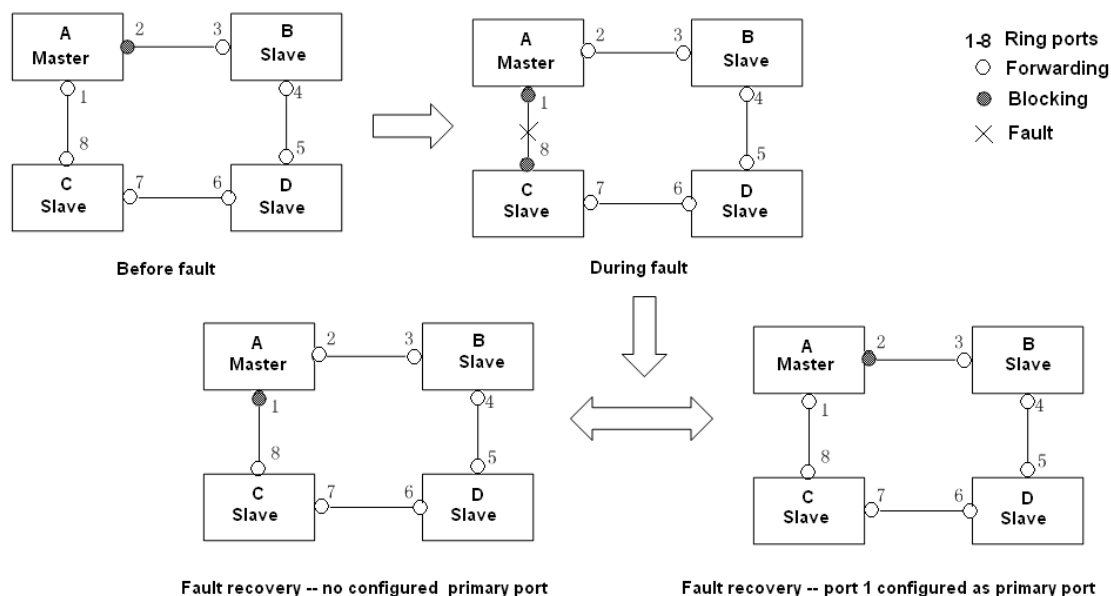 A
Master
2
3
B
Slave
1
4
8
5
C
Slave
7
6
D
Slave
Before fault
A
Master
2
3
B
Slave
1
4
8
5
C
Slave
7
6
D
Slave
During fault
1-8 Ring ports
Forwarding
Blocking
Fault
A
Master
2
3
B
Slave
1
4
8
5
C
Slave
7
6
D
Slave
Fault recovery -- no configured primary port
A
Master
2
3
B
Slave
1
4
8
5
C
Slave
7
6
D
Slave
Fault recovery -- port 1 configured as primary port